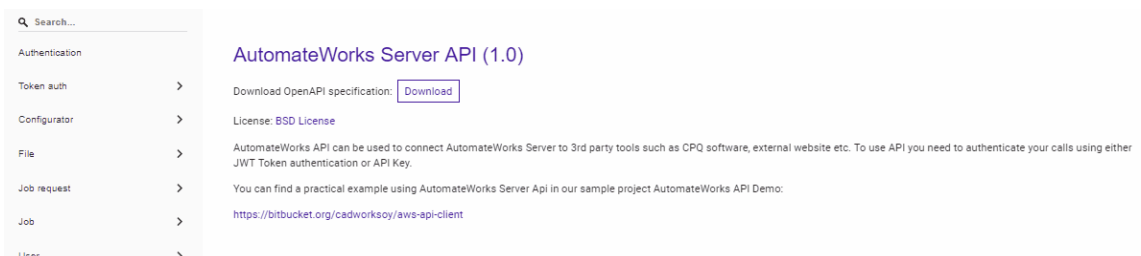 Search...
Authentication
Token auth
Configurator
File
Job request
Job
User
AutomateWorks Server API (1.0)
Download OpenAPI specification: Download
License: BSD License
AutomateWorks API can be used to connect AutomateWorks Server to 3rd party tools such as CPQ software, external website etc. To use API you need to authenticate your calls using either
JWT Token authentication or API Key.
You can find a practical example using AutomateWorks Server Api in our sample project AutomateWorks API Demo:
https://bitbucket.org/cadworksoy/aws-api-client